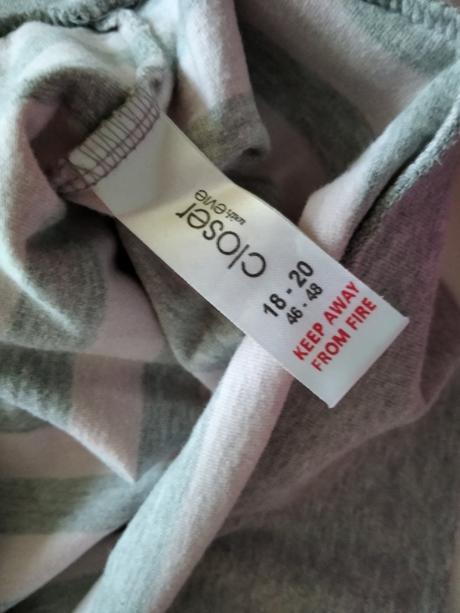 closer
with evie
18 - 20
46 - 48
KEEP AWAY
FROM FIRE